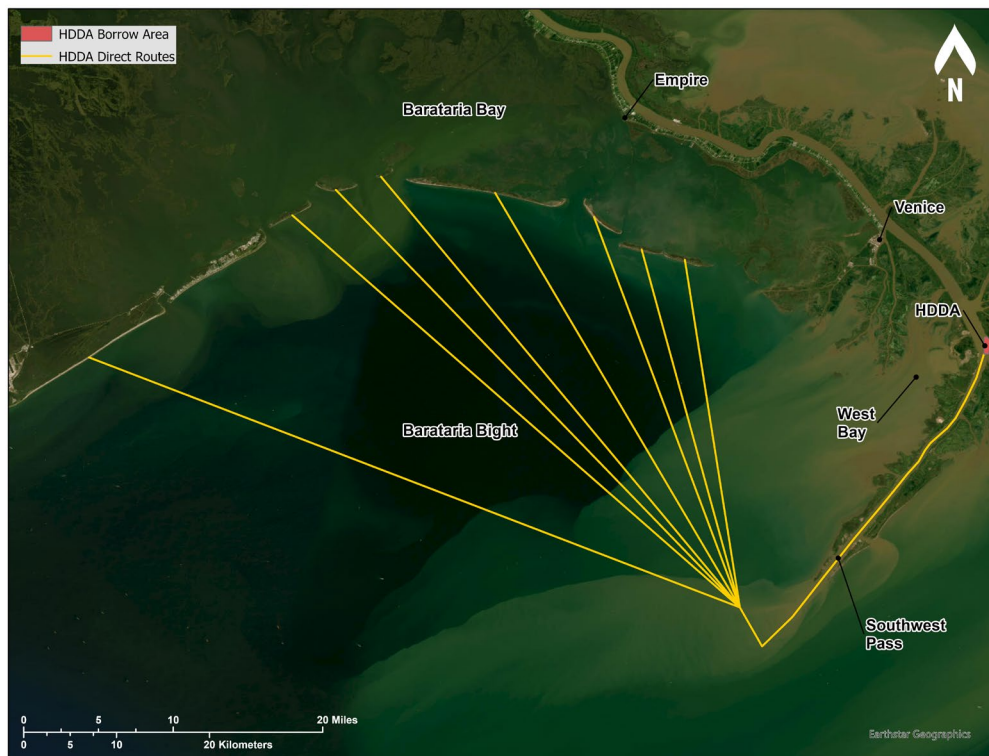 HDDA Borrow Area
HDDA Direct Routes
N
Empire
Barataria Bay
Venice
HDDA
West
Bay
Barataria Bight
Southwest
Pass
0 5 10 20 Miles
0 5 10 20 Kilometers
Earthstar Geographics